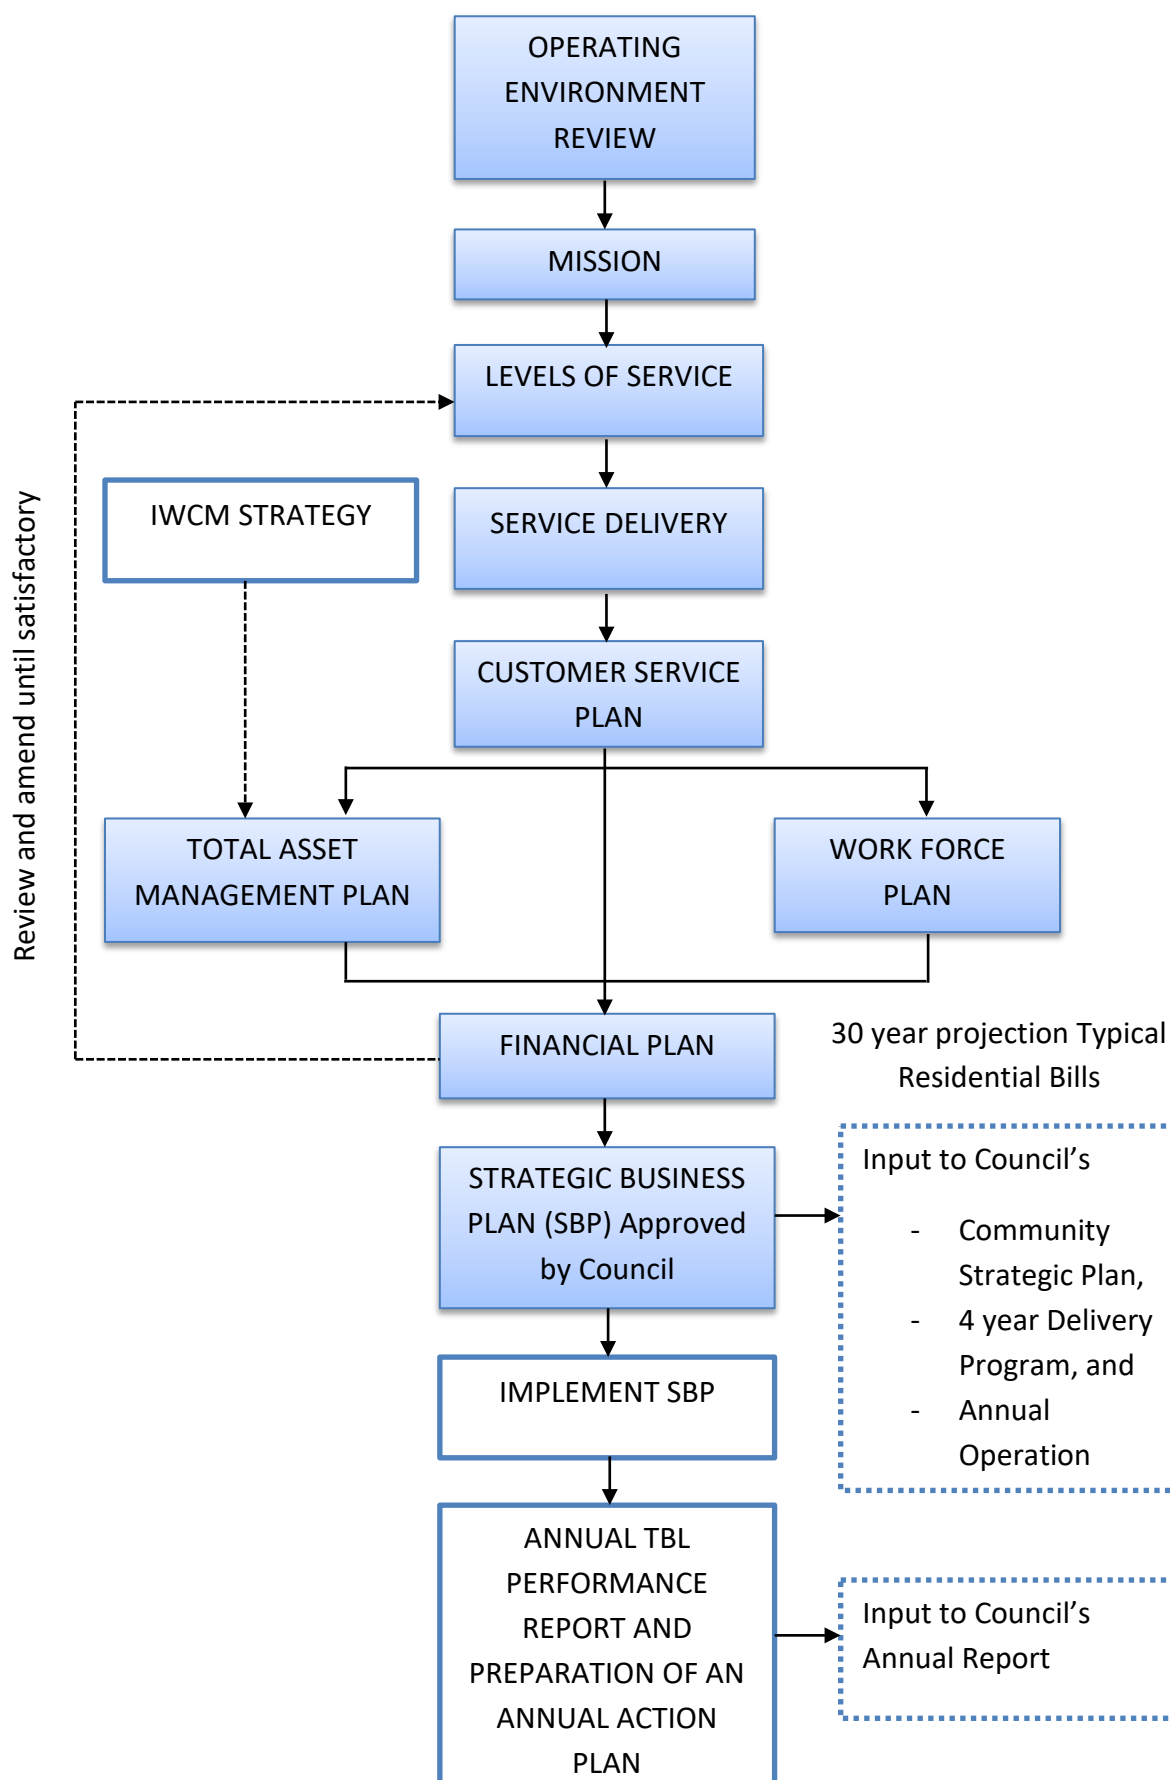 OPERATING
ENVIRONMENT
REVIEW
MISSION
LEVELS OF SERVICE
IWCM STRATEGY
SERVICE DELIVERY
Review and amend until satisfactory
CUSTOMER SERVICE
PLAN
TOTAL ASSET
MANAGEMENT PLAN
WORK FORCE
PLAN
FINANCIAL PLAN
30 year projection Typical
Residential Bills
STRATEGIC BUSINESS
PLAN (SBP) Approved
by Council
Input to Council’s
- Community
Strategic Plan,
- 4 year Delivery
Program, and
- Annual
Operation
IMPLEMENT SBP
ANNUAL TBL
PERFORMANCE
REPORT AND
PREPARATION OF AN
ANNUAL ACTION
PLAN
Input to Council’s
Annual Report